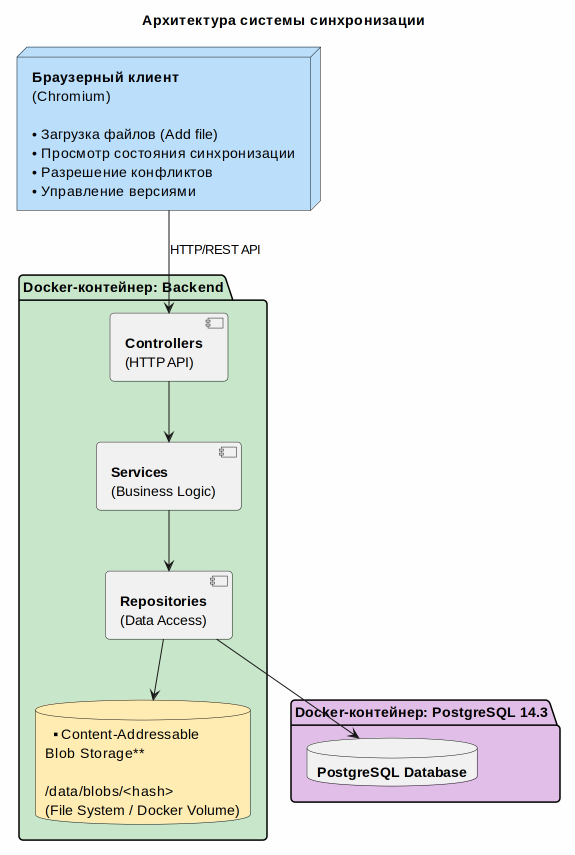 Архитектура системы синхронизации
Браузерный клиент
(Chromium)
• Загрузка файлов (Add file)
• Просмотр состояния синхронизации
• Разрешение конфликтов
• Управление версиями
HTTP/REST API
Docker-контейнер: Backend
Controllers
(HTTP API)
Services
(Business Logic)
Repositories
(Data Access)
▪ Content-Addressable
Blob Storage**
/data/blobs/<hash>
(File System / Docker Volume)
Docker-контейнер: PostgreSQL 14.3
PostgreSQL Database